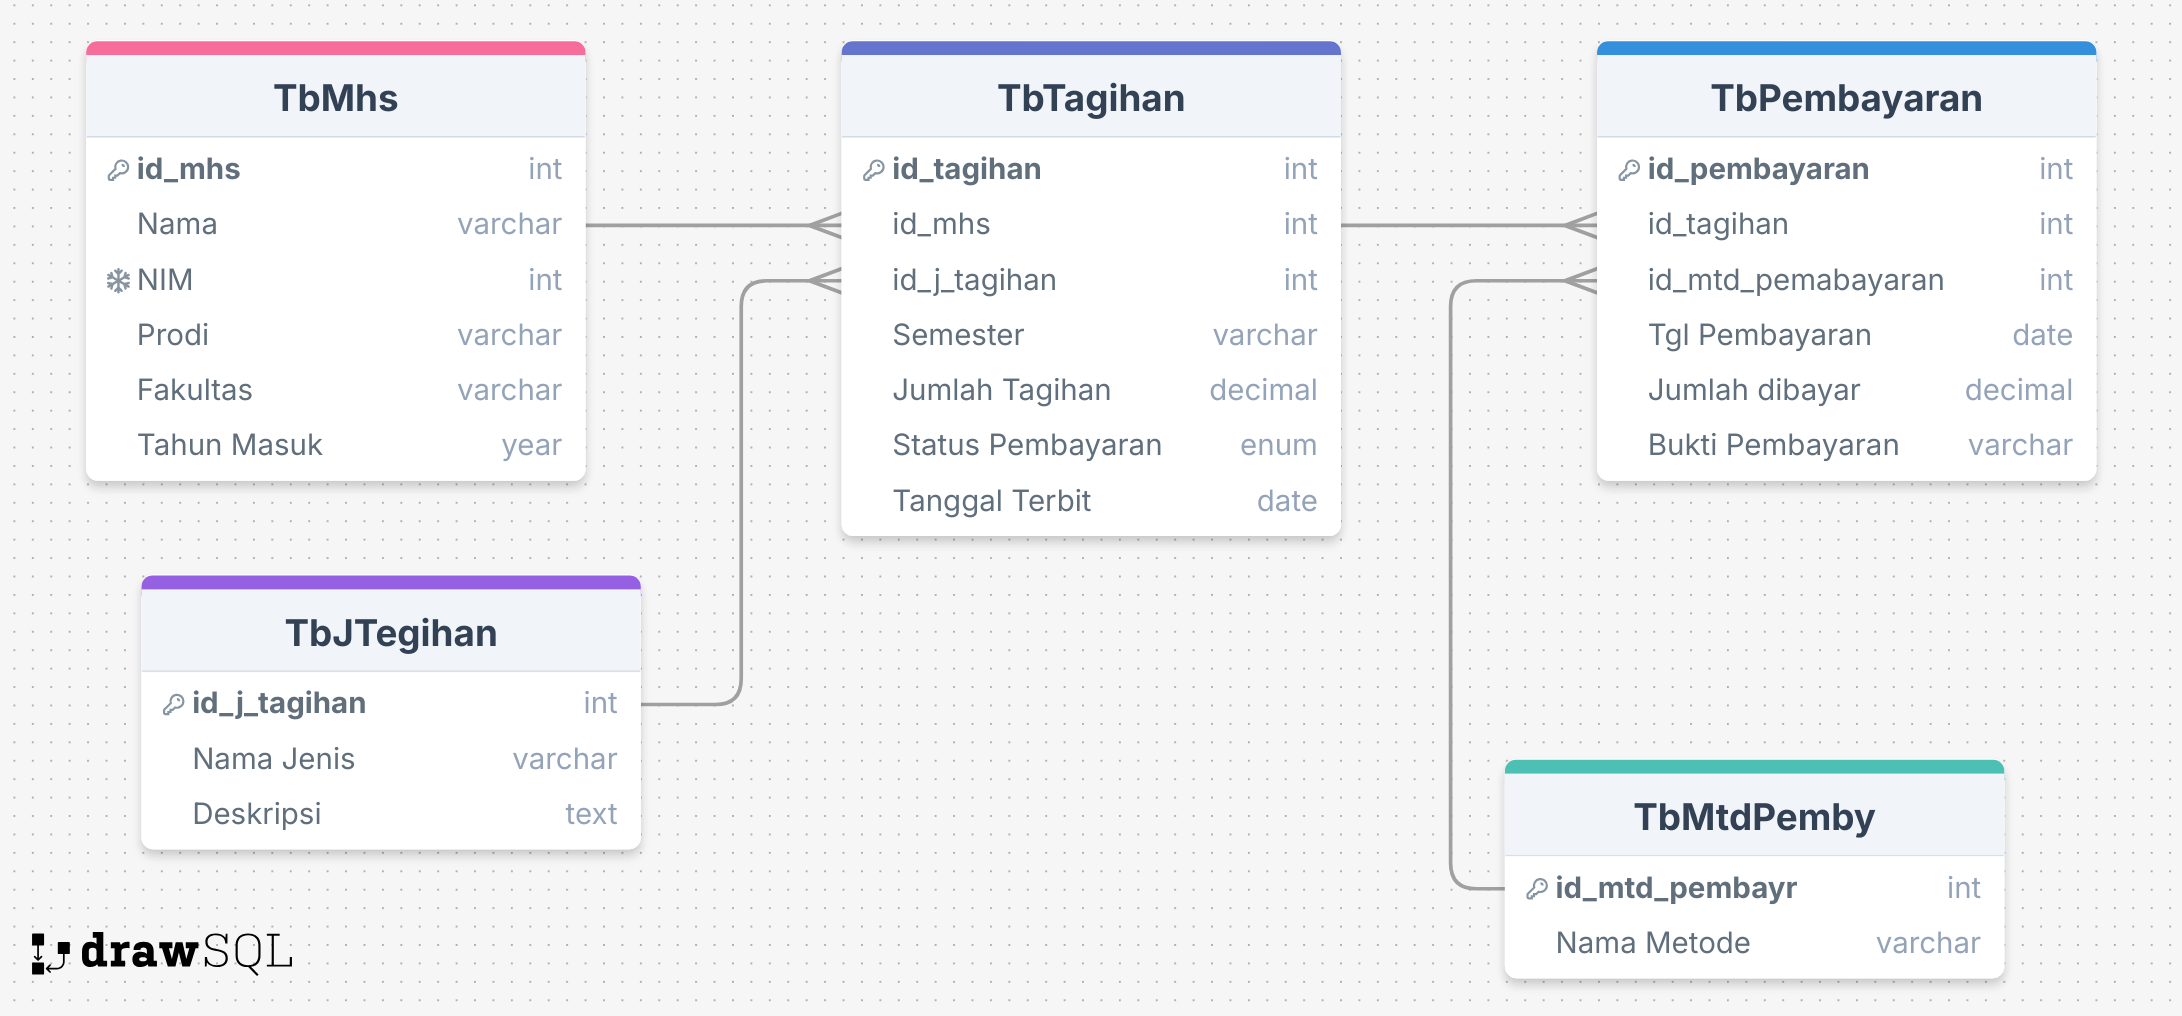 TbMhs
id_mhs int
Nama varchar
NIM int
Prodi varchar
Fakultas varchar
Tahun Masuk year
TbTagihan
id_tagihan int
id_mhs int
id_j_tagihan int
Semester varchar
Jumlah Tagihan decimal
Status Pembayaran enum
Tanggal Terbit date
TbPembayaran
id_pembayaran int
id_tagihan int
id_mtd_pemabayaran int
Tgl Pembayaran date
Jumlah dibayar decimal
Bukti Pembayaran varchar
TbJTegihan
id_j_tagihan int
Nama Jenis varchar
Deskripsi text
TbMtdPemby
id_mtd_pembayr int
Nama Metode varchar
drawSQL